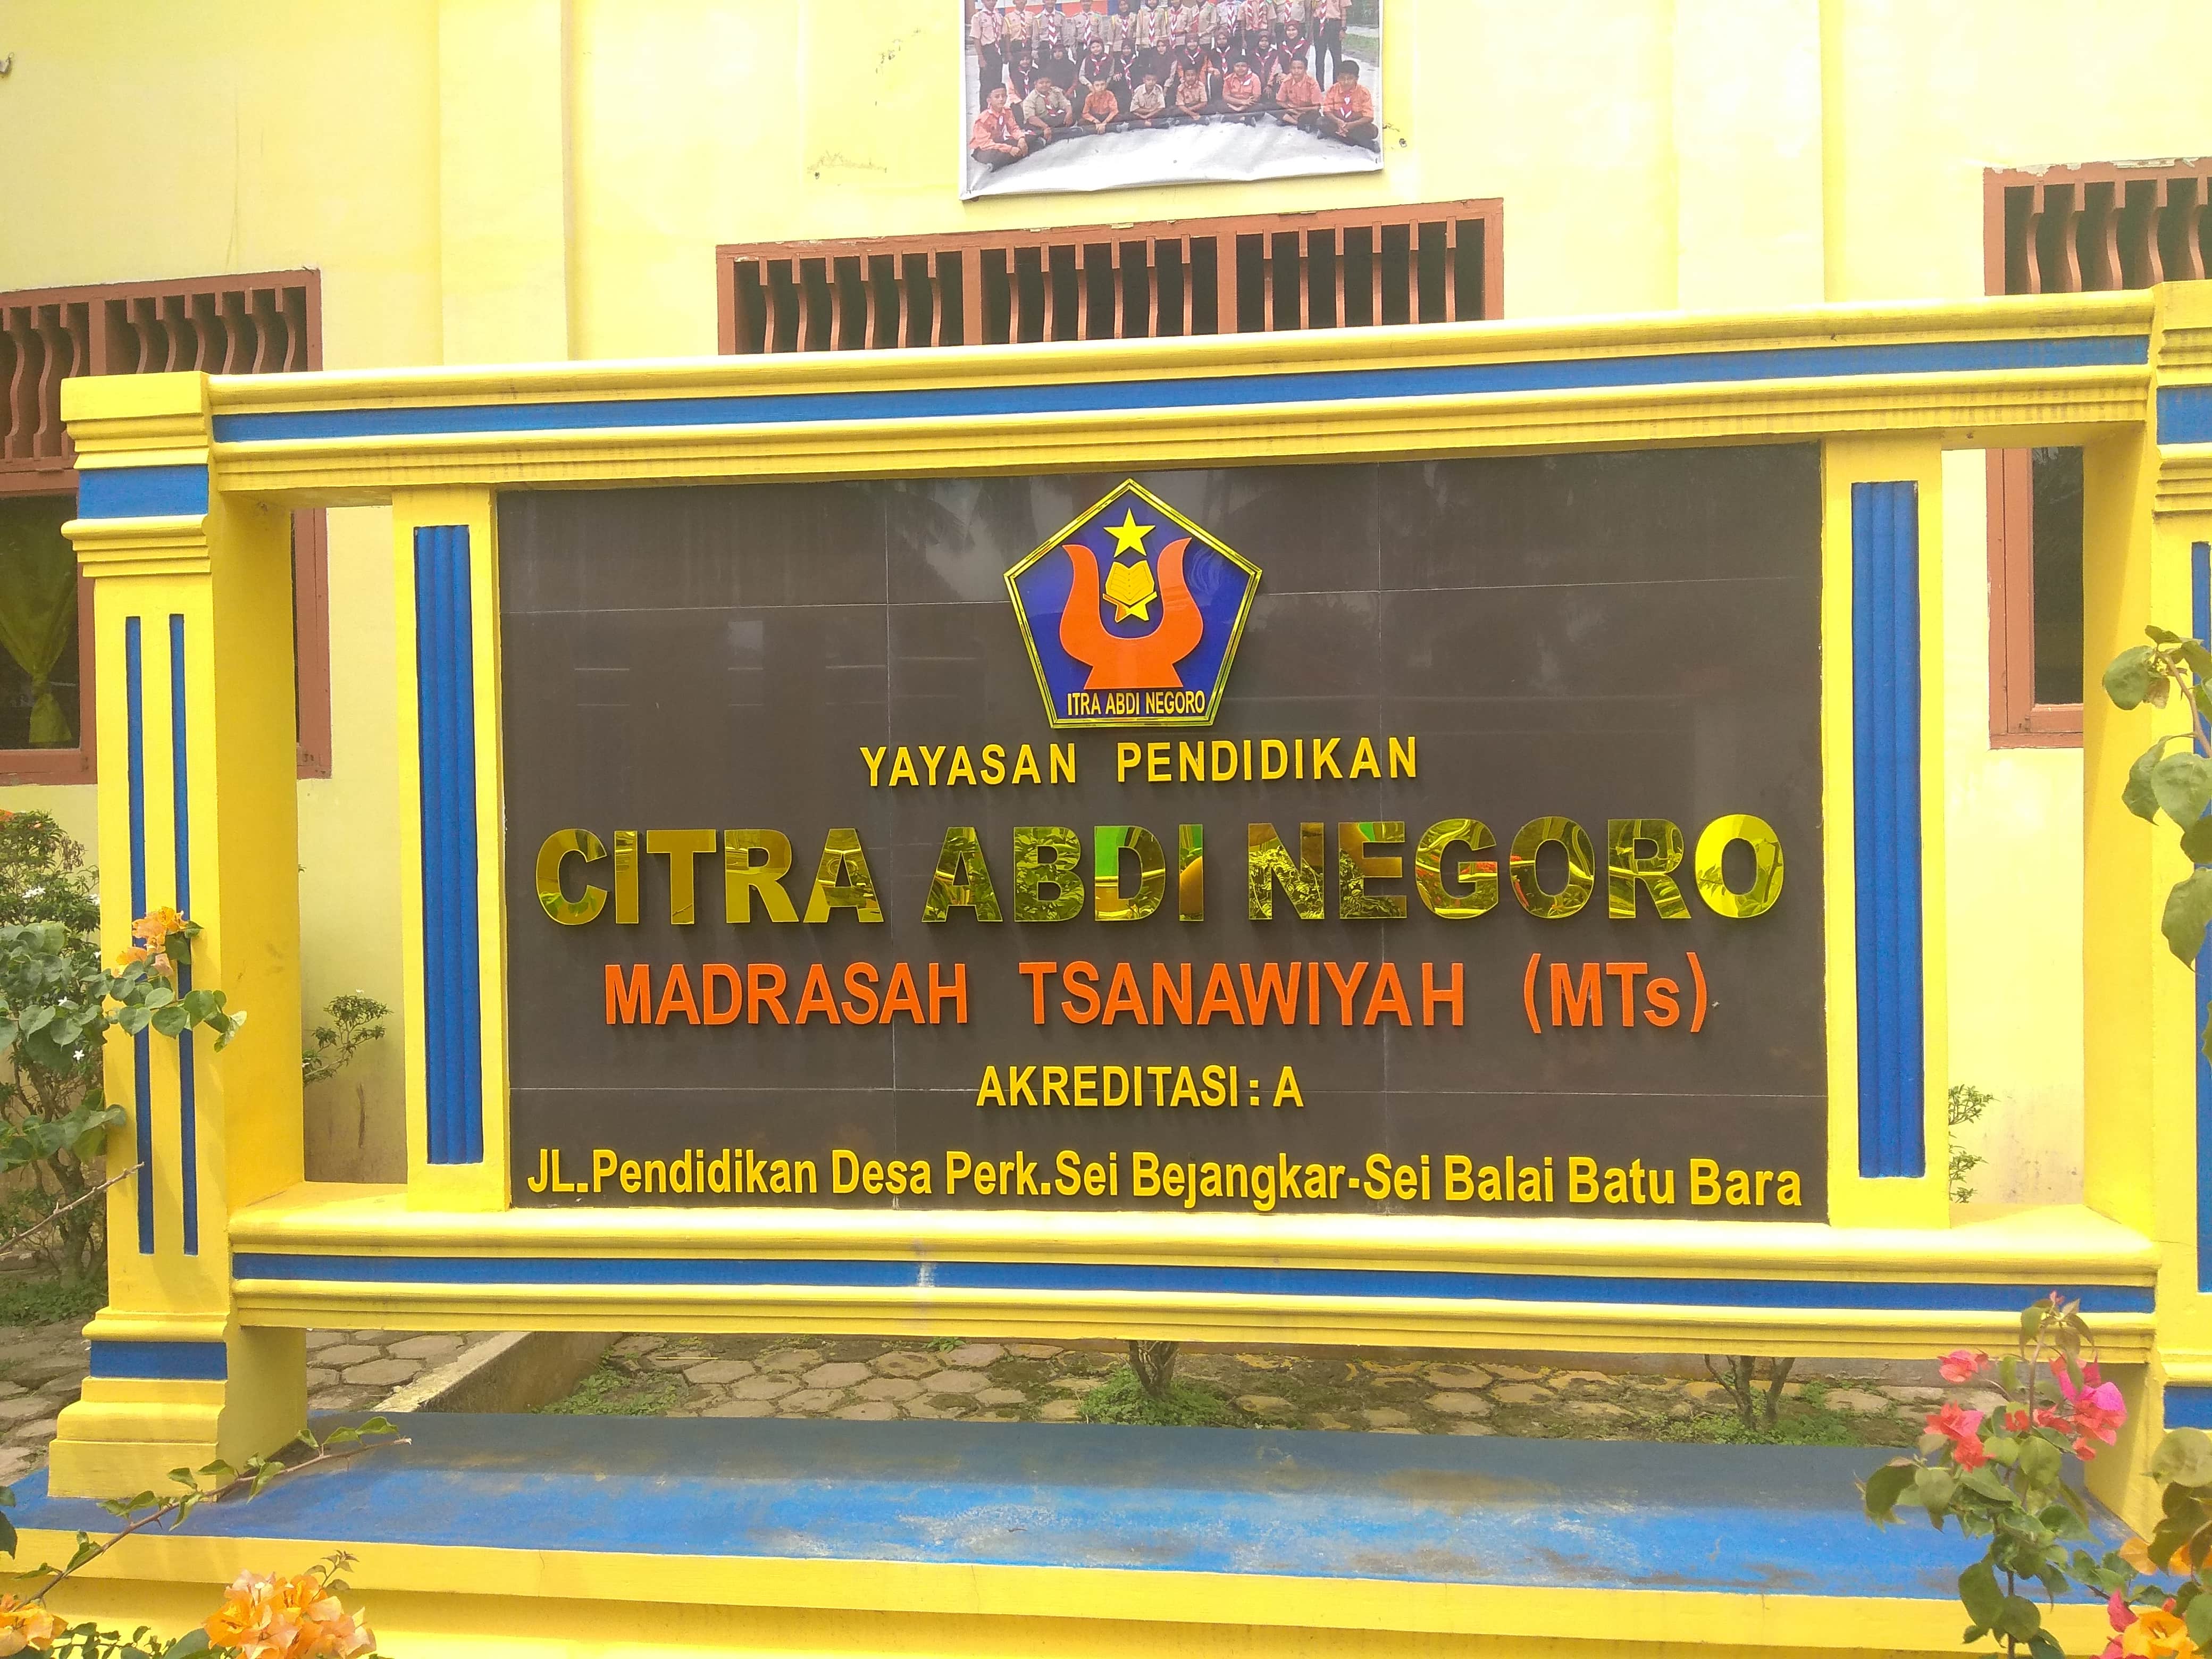 ITRA ABDI NEGORO
YAYASAN PENDIDIKAN
CITRA ABDI NEGORO
MADRASAH TSANAWIYAH (MTs)
AKREDITASI : A
JL.Pendidikan Desa Perk.Sei Bejangkar-Sei Balai Batu Bara